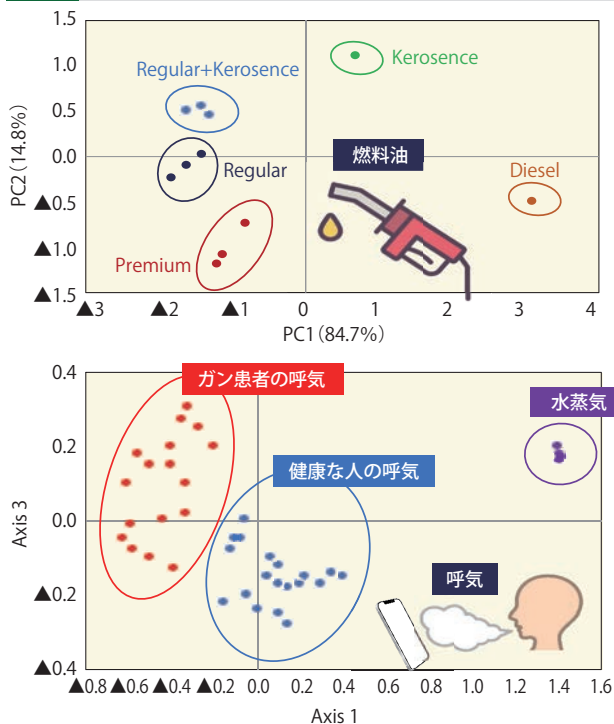 1.5
1.0
0.5
0.0
▲0.5
▲1.0
▲1.5
PC2(14.8%)
Regular+Kerosence
Kerosence
燃料油
Regular
Diesel
Premium
▲3 ▲2 ▲1 0 1 2 3 4
PC1(84.7%)
0.4
0.2
0.0
▲0.2
▲0.4
Axis 3
ガン患者の呼気
水蒸気
健康な人の呼気
呼気
▲0.8 ▲0.6 ▲0.4 ▲0.2 0.0 0.2 0.4 0.6 0.8 1.0 1.2 1.4 1.6
Axis 1